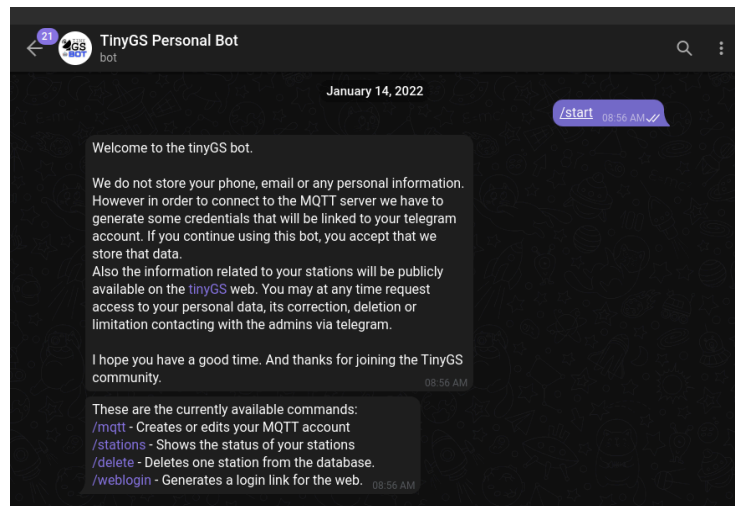 21
TINY
GS
BOT
TinyGS Personal Bot
bot
January 14, 2022
/start 08:56 AM
Welcome to the tinyGS bot.
We do not store your phone, email or any personal information.
However in order to connect to the MQTT server we have to
generate some credentials that will be linked to your telegram
account. If you continue using this bot, you accept that we
store that data.
Also the information related to your stations will be publicly
available on the tinyGS web. You may at any time request
access to your personal data, its correction, deletion or
limitation contacting with the admins via telegram.
I hope you have a good time. And thanks for joining the TinyGS
community.
08:56 AM
These are the currently available commands:
/mqtt - Creates or edits your MQTT account
/stations - Shows the status of your stations
/delete - Deletes one station from the database.
/weblogin - Generates a login link for the web. 08:56 AM